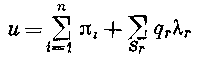 u = \sum_{i=1}^{n} \pi_i + \sum_{S_r} q_r \lambda_r